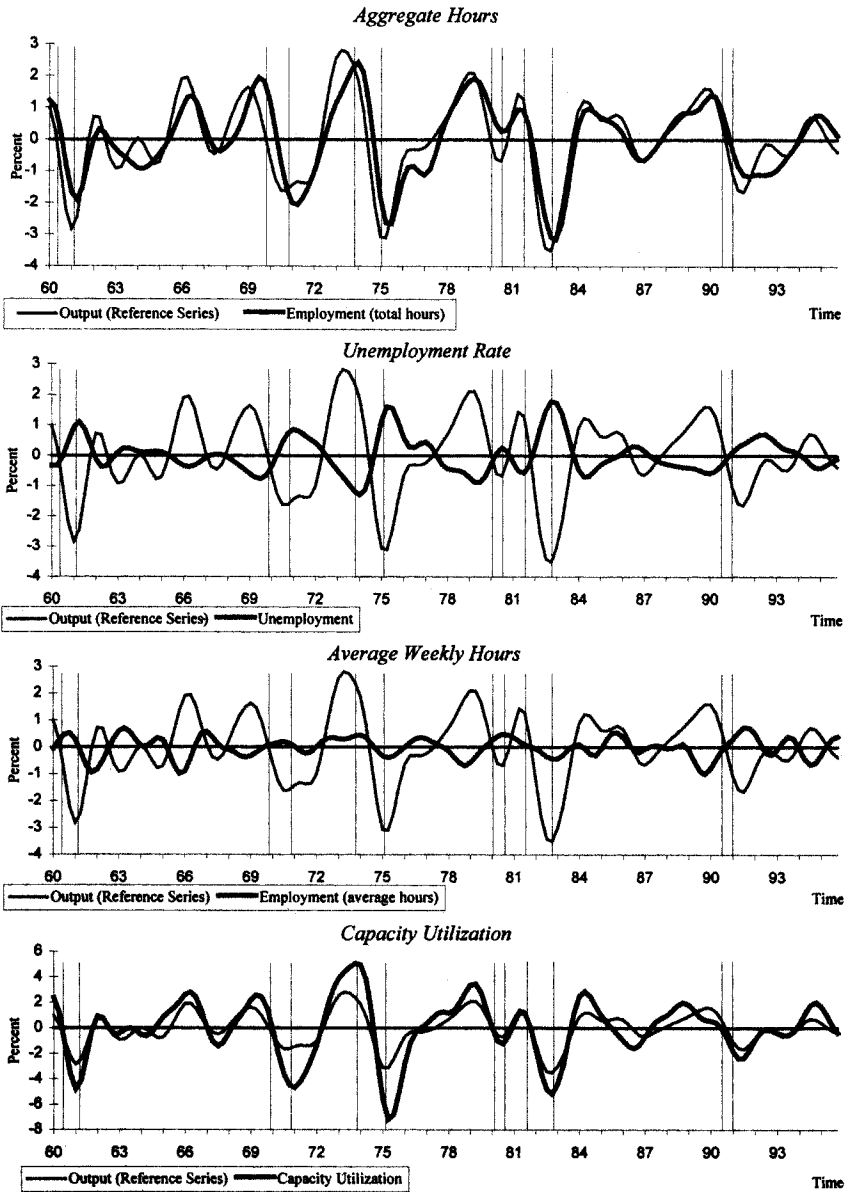 Aggregate Hours
3
2
1
0
-1
-2
-3
-4
Percent
60 63 66 69 72 75 78 81 84 87 90 93
Output (Reference Series) Employment (total hours)
Time
Unemployment Rate
3
2
1
0
-1
-2
-3
-4
Percent
60 63 66 69 72 75 78 81 84 87 90 93
Output (Reference Series) Unemployment
Time
Average Weekly Hours
3
2
1
0
-1
-2
-3
-4
Percent
60 63 66 69 72 75 78 81 84 87 90 93
Output (Reference Series) Employment (average hours)
Time
Capacity Utilization
6
4
2
0
-2
-4
-6
-8
Percent
60 63 66 69 72 75 78 81 84 87 90 93
Output (Reference Series) Capacity Utilization
Time